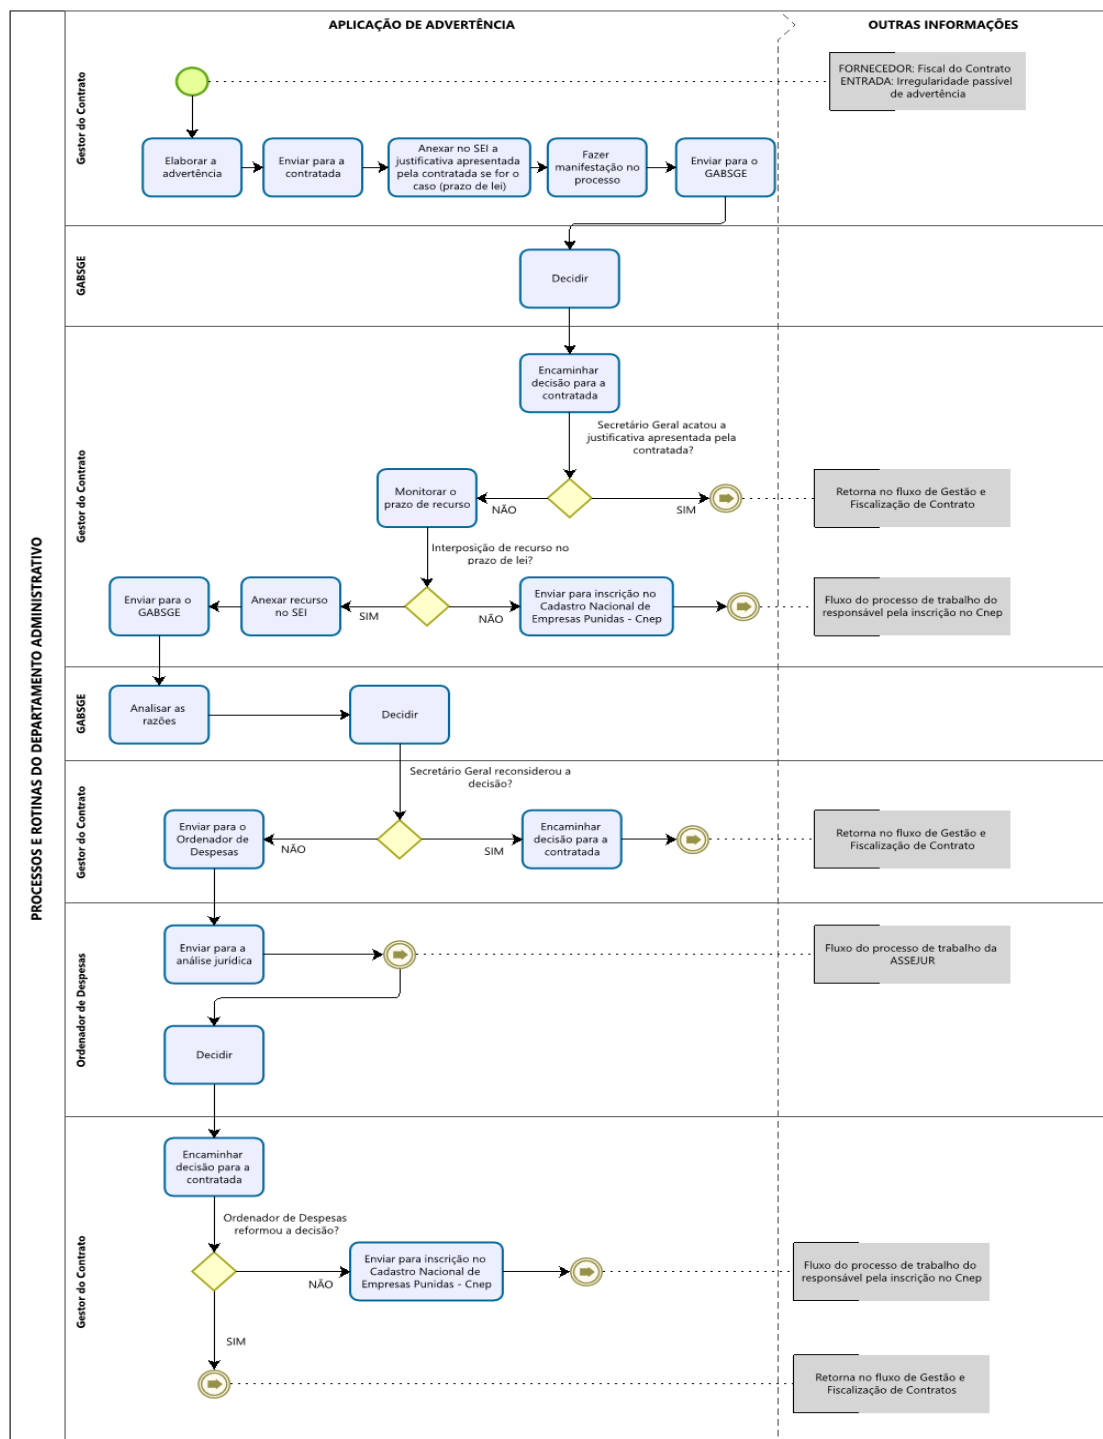 APLICAÇÃO DE ADVERTÊNCIA
OUTRAS INFORMAÇÕES
PROCESSOS E ROTINAS DO DEPARTAMENTO ADMINISTRATIVO
Gestor do Contrato
FORNECEDOR: Fiscal do Contrato
ENTRADA: Irregularidade passível
de advertência
Elaborar a
advertência
Enviar para a
contratada
Anexar no SEI a
justificativa apresentada
pela contratada se for o
caso (prazo de lei)
Fazer
manifestação no
processo
Enviar para o
GABSGE
GABSGE
Decidir
Gestor do Contrato
Encaminhar
decisão para a
contratada
Secretário Geral acatou a
justificativa apresentada pela
contratada?
Monitorar o
prazo de recurso
NÃO
SIM
Retorna no fluxo de Gestão e
Fiscalização de Contrato
Interposição de recurso no
prazo de lei?
Enviar para o
GABSGE
Anexar recurso
no SEI
SIM
NÃO
Enviar para inscrição no
Cadastro Nacional de
Empresas Punidas - Cnep
Fluxo do processo de trabalho do
responsável pela inscrição no Cnep
GABSGE
Analisar as
razões
Decidir
Gestor do Contrato
Secretário Geral reconsiderou a
decisão?
Enviar para o
Ordenador de
Despesas
NÃO
SIM
Encaminhar
decisão para a
contratada
Retorna no fluxo de Gestão e
Fiscalização de Contrato
Ordenador de Despesas
Enviar para a
análise jurídica
Fluxo do processo de trabalho da
ASSEJUR
Decidir
Gestor do Contrato
Encaminhar
decisão para a
contratada
Ordenador de Despesas
reformou a decisão?
NÃO
Enviar para inscrição no
Cadastro Nacional de
Empresas Punidas - Cnep
Fluxo do processo de trabalho do
responsável pela inscrição no Cnep
SIM
Retorna no fluxo de Gestão e
Fiscalização de Contratos